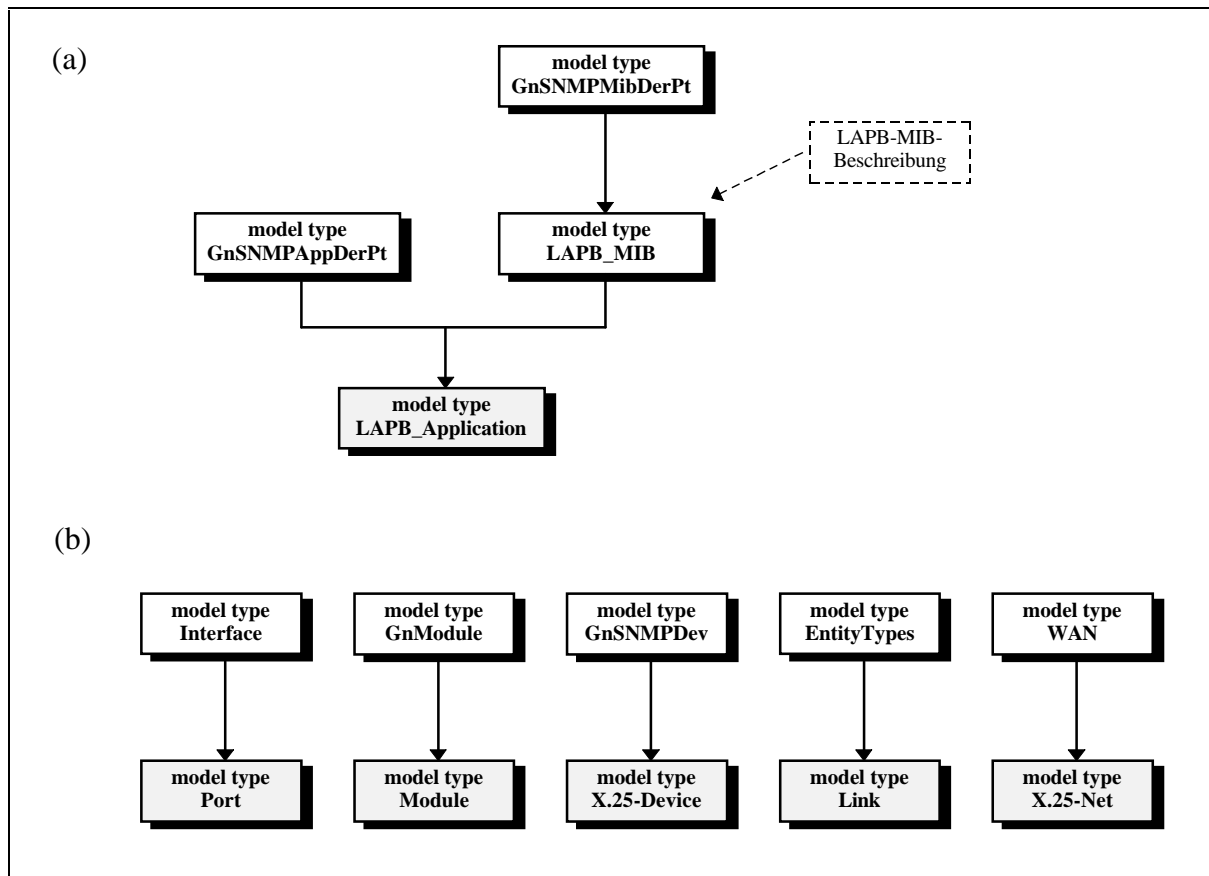 (a)
model type
GnSNMPMibDerPt
LAPB-MIB-
Beschreibung
model type
GnSNMPAppDerPt
model type
LAPB_MIB
model type
LAPB_Application
(b)
model type
Interface
model type
GnModule
model type
GnSNMPDev
model type
EntityTypes
model type
WAN
model type
Port
model type
Module
model type
X.25-Device
model type
Link
model type
X.25-Net